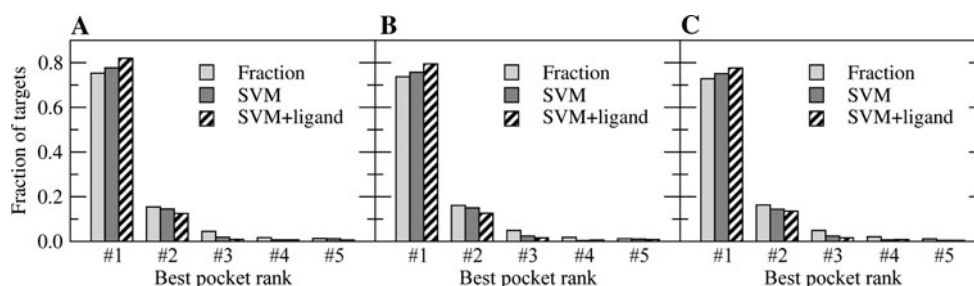 A
B
C
Fraction of targets
0.8
0.6
0.4
0.2
0.0
Fraction
SVM
SVM+ligand
Fraction
SVM
SVM+ligand
Fraction
SVM
SVM+ligand
#1 #2 #3 #4 #5
#1 #2 #3 #4 #5
#1 #2 #3 #4 #5
Best pocket rank
Best pocket rank
Best pocket rank